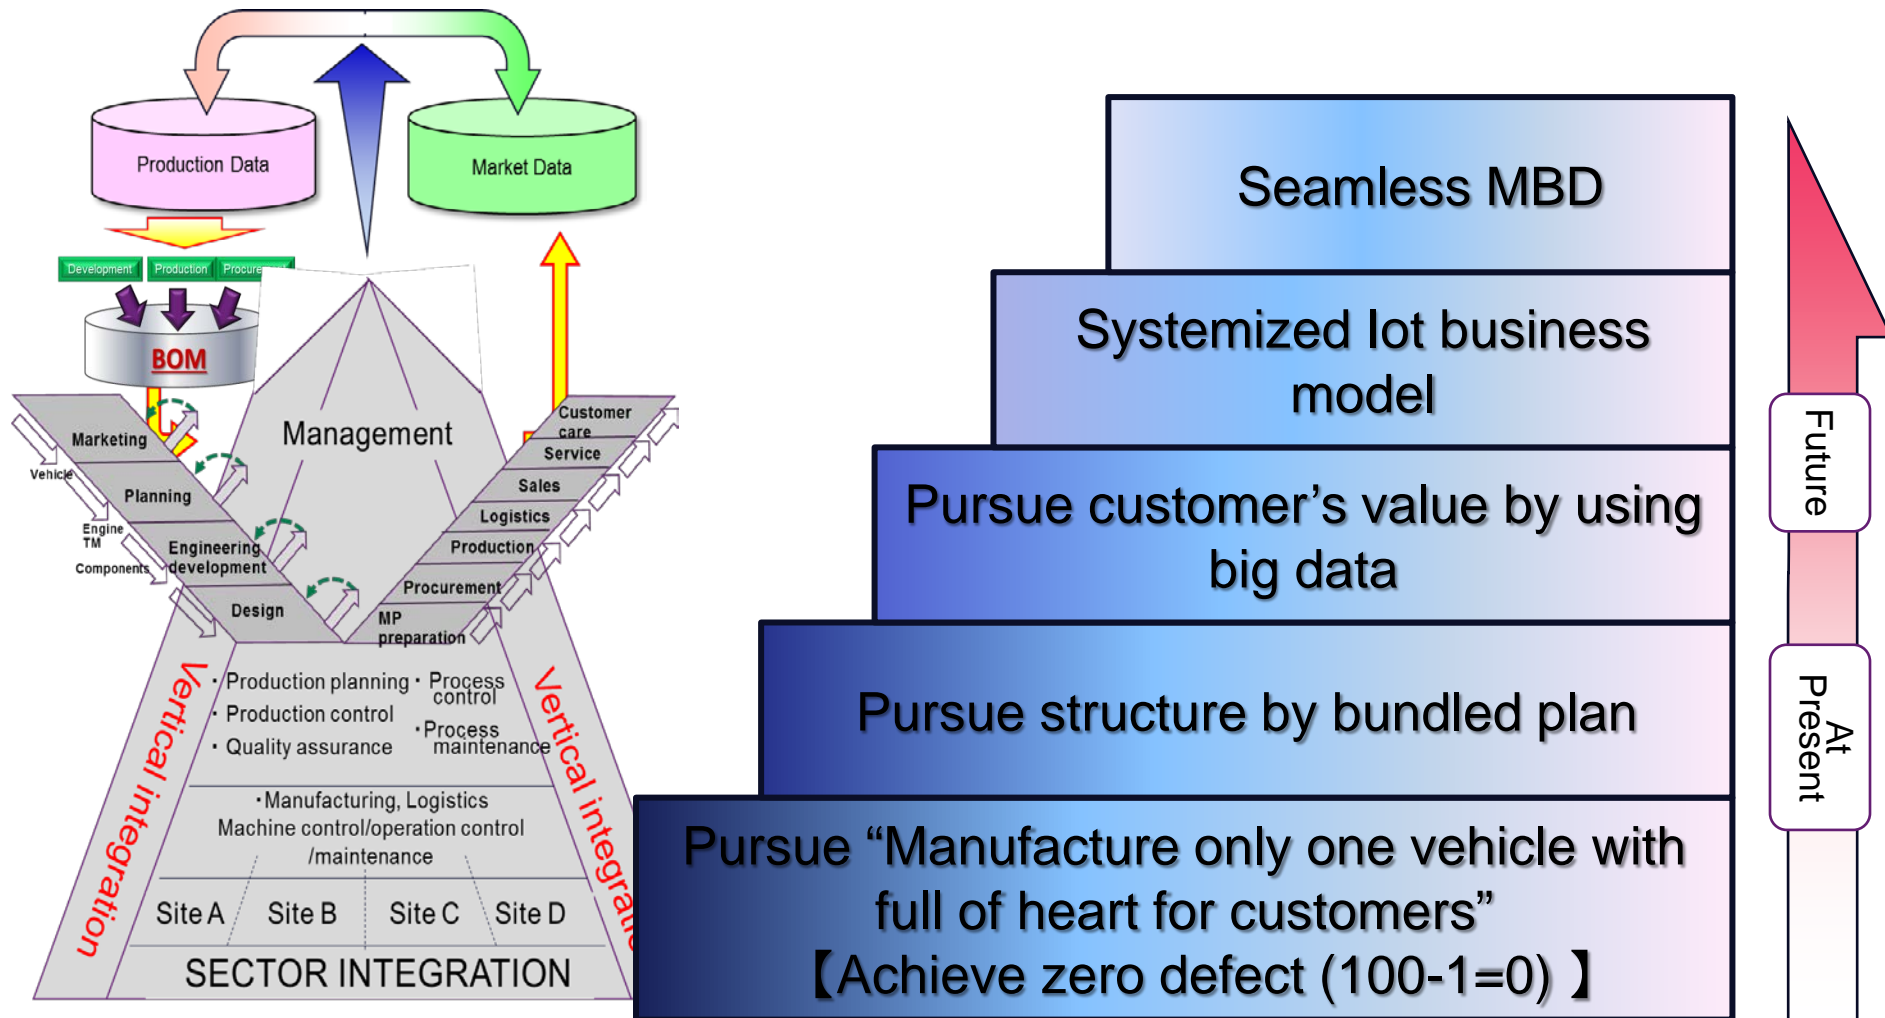 Production Data
Market Data
Development
Production
BOM
Marketing
Vehicle
Planning
Engine
TM
Engineering
development
Components
Design
Management
Customer
care
Service
Sales
Logistics
Production
Procurement
MP
preparation
Vertical integration
・Production planning
・Production control
・Quality assurance
・Process
control
・Process
maintenance
Vertical
・Manufacturing, Logistics
Machine control/operation control
/maintenance
Site A
Site B
Site C
Site D
SECTOR INTEGRATION
Seamless MBD
Systemized Iot business
model
Pursue customer’s value by using
big data
Pursue structure by bundled plan
Pursue “Manufacture only one vehicle with
full of heart for customers”
【Achieve zero defect (100-1=0) 】
Future
At
Present